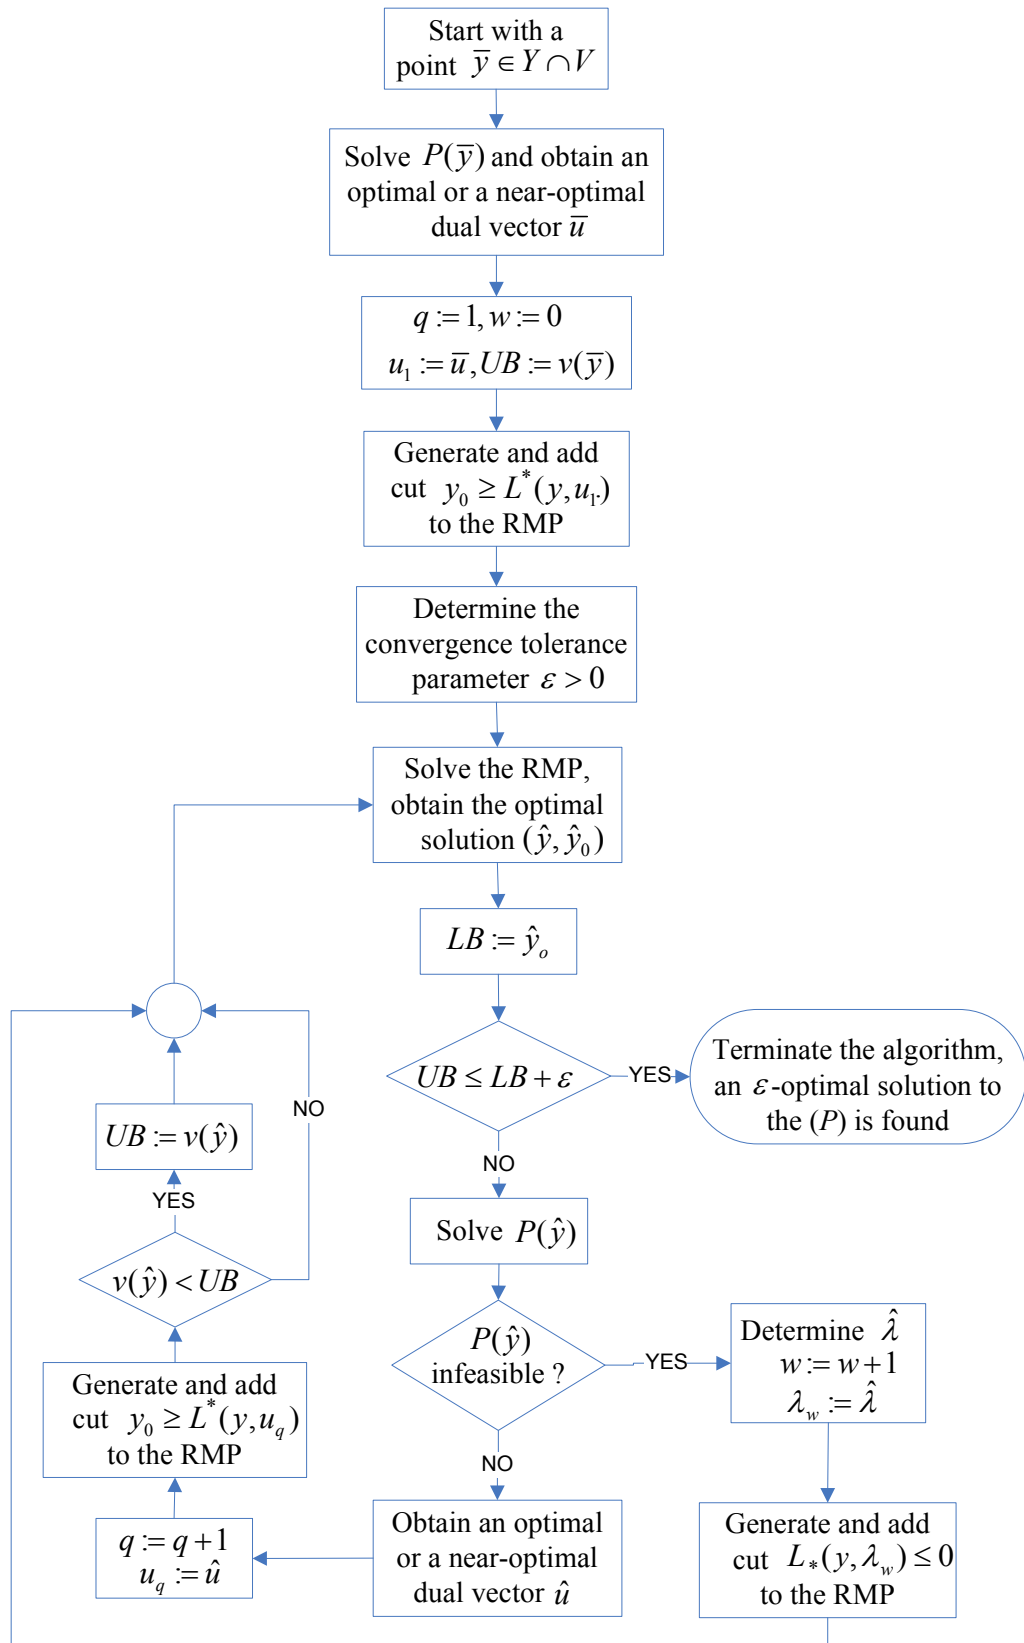 Start with a
point ȳ ∈ Y ∩ V
Solve P(ȳ) and obtain an
optimal or a near-optimal
dual vector ū
q := 1, w := 0
u₁ := ū, UB := v(ȳ)
Generate and add
cut y₀ ≥ L*(y, u₁)
to the RMP
Determine the
convergence tolerance
parameter ε > 0
Solve the RMP,
obtain the optimal
solution (ŷ, ŷ₀)
LB := ŷₒ
UB ≤ LB + ε
YES
Terminate the algorithm,
an ε-optimal solution to
the (P) is found
NO
Solve P(ŷ)
P(ŷ)
infeasible ?
YES
Determine λ̂
w := w + 1
λ_w := λ̂
Generate and add
cut L⁎(y, λ_w) ≤ 0
to the RMP
NO
Obtain an optimal
or a near-optimal
dual vector û
q := q + 1
u_q := û
Generate and add
cut y₀ ≥ L*(y, u_q)
to the RMP
v(ŷ) < UB
YES
UB := v(ŷ)
NO